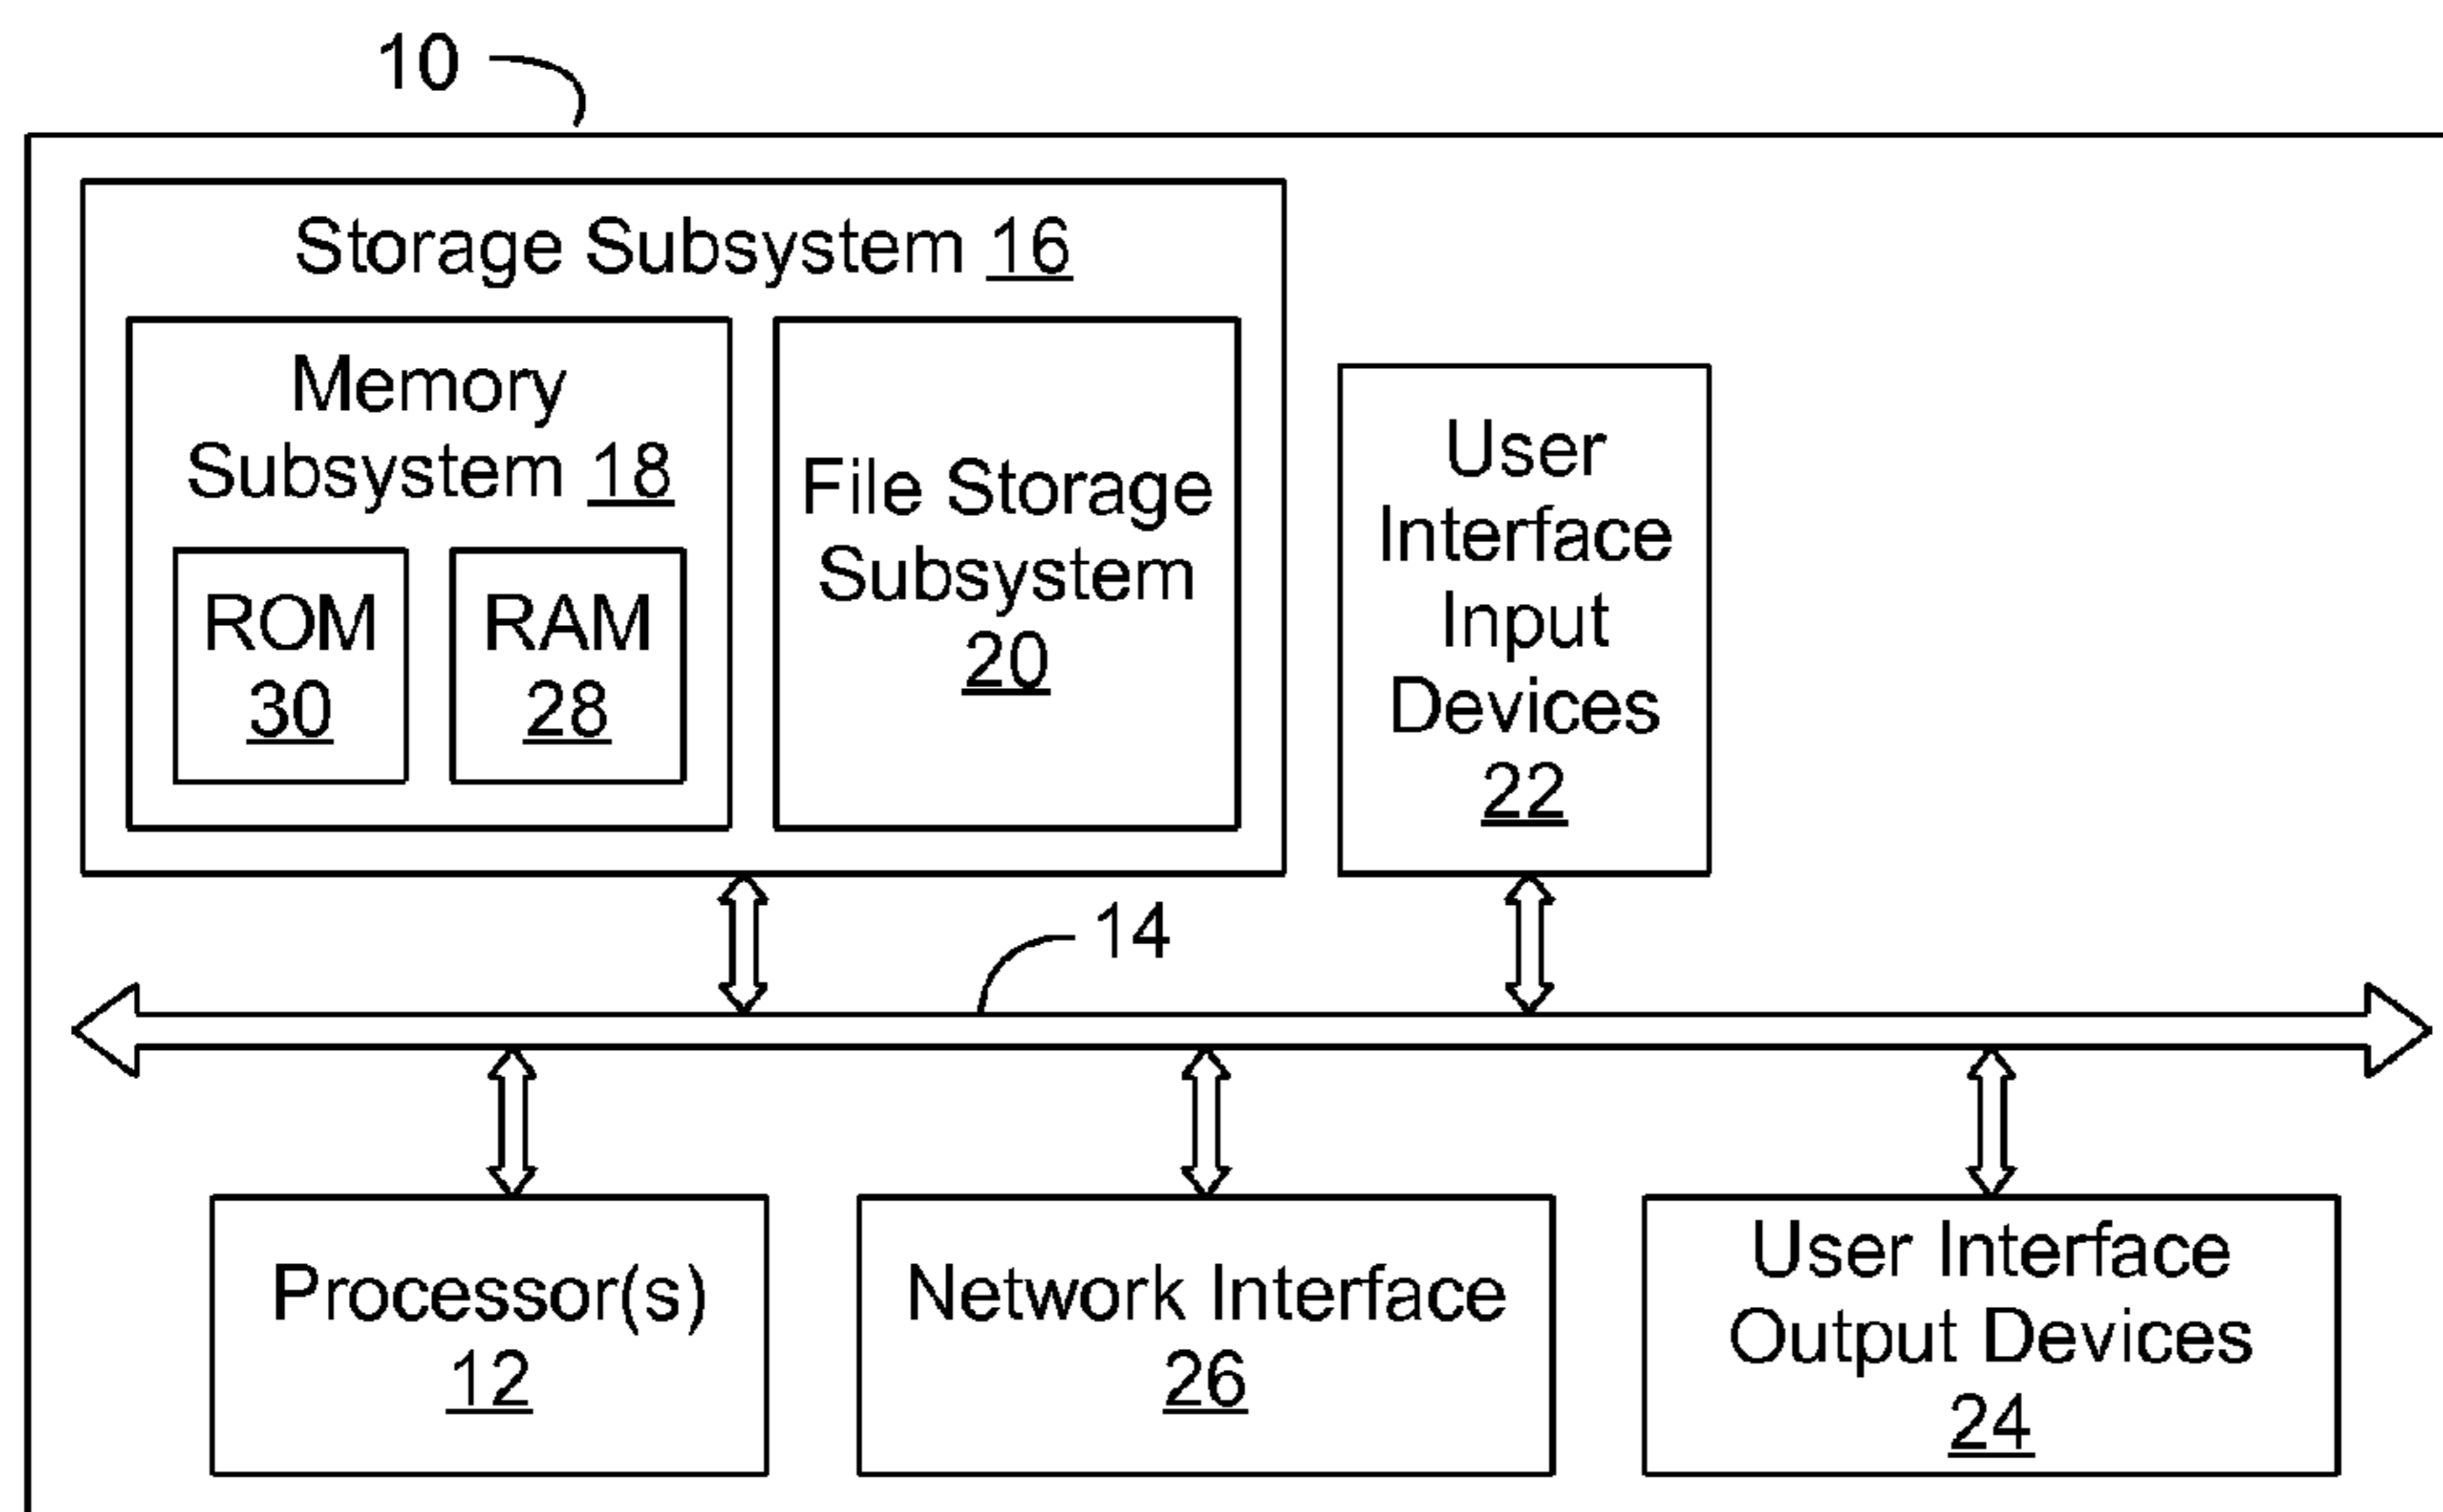 10
Storage Subsystem 16
Memory
Subsystem 18
ROM
30
RAM
28
File Storage
Subsystem
20
User
Interface
Input
Devices
22
14
Processor(s)
12
Network Interface
26
User Interface
Output Devices
24